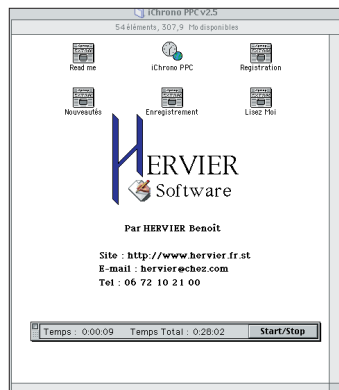 iChrono PPC v2.5
54 éléments, 307,9 Mo disponibles
Read me iChrono PPC Registration
Nouveautés Enregistrement Lisez Moi
HERVIER
Software
Par HERVIER Benoît
Site : http://www.hervier.fr.st
E-mail : hervier@chez.com
Tel : 06 72 10 21 00
Temps : 0:00:09 Temps Total : 0:28:02 Start/Stop